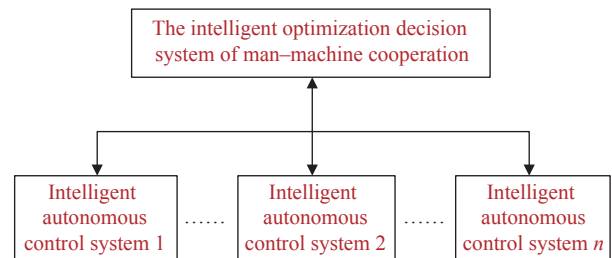 The intelligent optimization decision
system of man–machine cooperation
Intelligent
autonomous
control system 1
......
Intelligent
autonomous
control system 2
......
Intelligent
autonomous
control system n